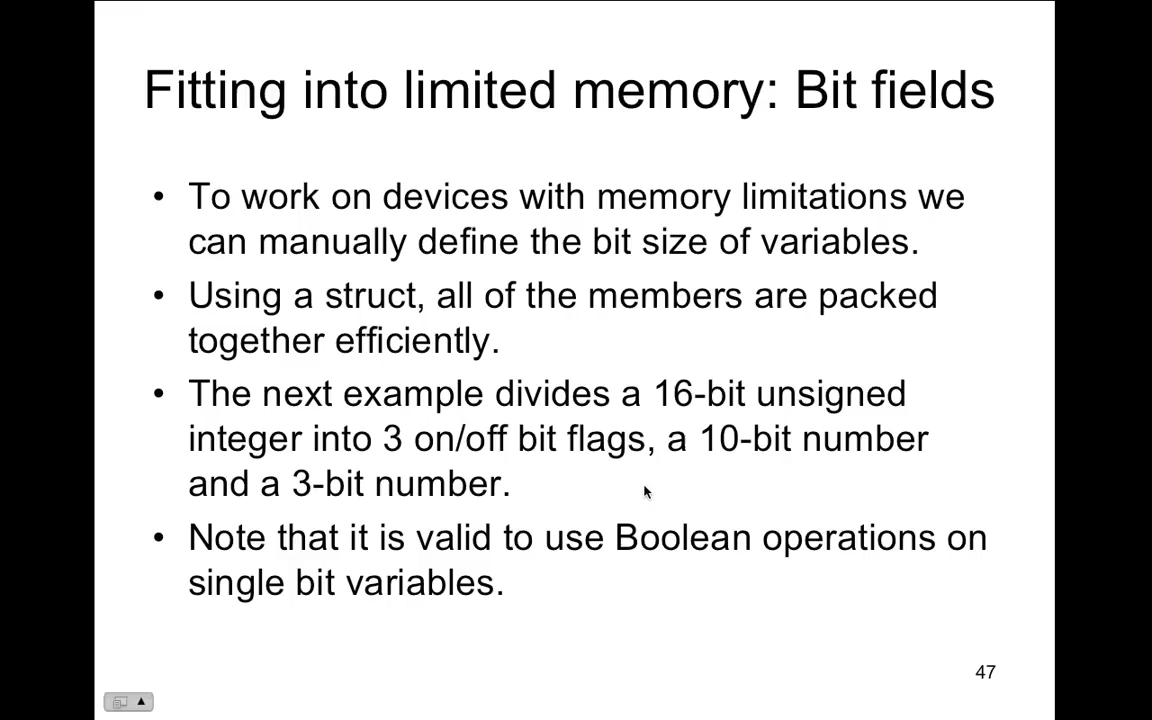 Fitting into limited memory: Bit fields
• To work on devices with memory limitations we
can manually define the bit size of variables.
• Using a struct, all of the members are packed
together efficiently.
• The next example divides a 16-bit unsigned
integer into 3 on/off bit flags, a 10-bit number
and a 3-bit number.
• Note that it is valid to use Boolean operations on
single bit variables.
47